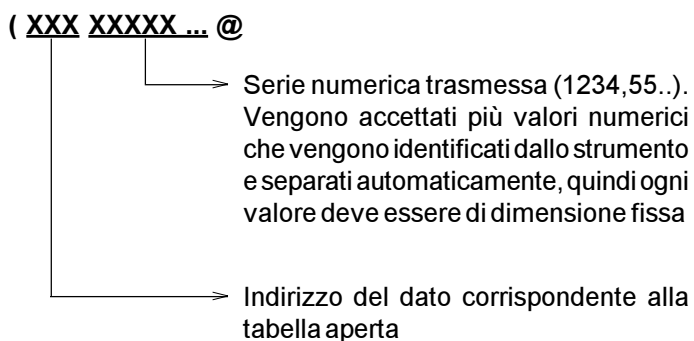 ( XXX XXXXX ... @
Serie numerica trasmessa (1234,55..).
Vengono accettati più valori numerici
che vengono identificati dallo strumento
e separati automaticamente, quindi ogni
valore deve essere di dimensione fissa
Indirizzo del dato corrispondente alla
tabella aperta